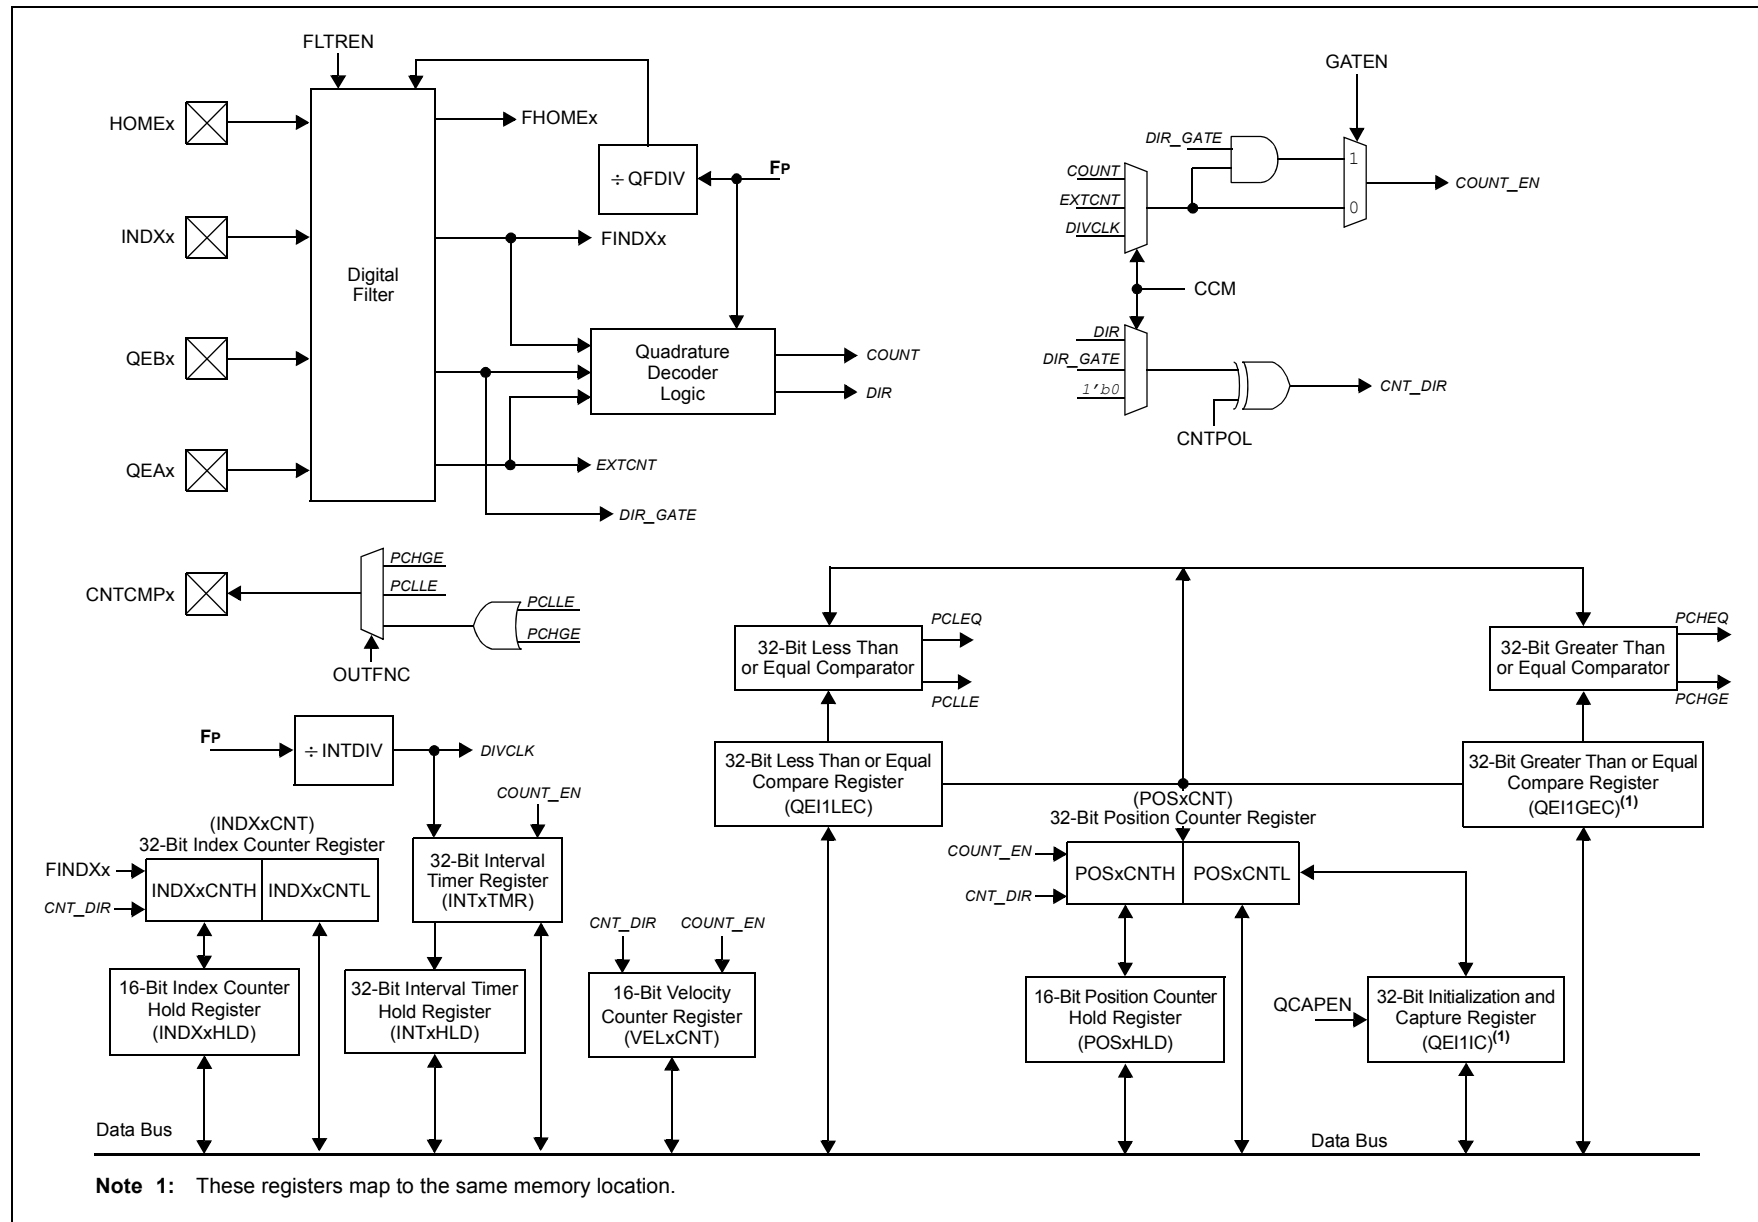 FLTREN
HOMEx
FHOMEx
÷ QFDIV
FP
INDXx
FINDXx
Digital
Filter
QEBx
Quadrature
Decoder
Logic
COUNT
DIR
QEAx
EXTCNT
DIR_GATE
GATEN
DIR_GATE
COUNT
EXTCNT
DIVCLK
1
0
COUNT_EN
CCM
DIR
DIR_GATE
1'b0
CNT_DIR
CNTPOL
CNTCMPx
PCHGE
PCLLE
PCLLE
PCHGE
OUTFNC
32-Bit Less Than
or Equal Comparator
PCLEQ
PCLLE
32-Bit Greater Than
or Equal Comparator
PCHEQ
PCHGE
FP
÷ INTDIV
DIVCLK
COUNT_EN
32-Bit Less Than or Equal
Compare Register
(QEI1LEC)
32-Bit Greater Than or Equal
Compare Register
(QEI1GEC)(1)
(POSxCNT)
32-Bit Position Counter Register
(INDXxCNT)
32-Bit Index Counter Register
FINDXx
CNT_DIR
INDXxCNTH
INDXxCNTL
32-Bit Interval
Timer Register
(INTxTMR)
COUNT_EN
CNT_DIR
POSxCNTH
POSxCNTL
CNT_DIR
COUNT_EN
16-Bit Index Counter
Hold Register
(INDXxHLD)
32-Bit Interval Timer
Hold Register
(INTxHLD)
16-Bit Velocity
Counter Register
(VELxCNT)
16-Bit Position Counter
Hold Register
(POSxHLD)
QCAPEN
32-Bit Initialization and
Capture Register
(QEI1IC)(1)
Data Bus
Data Bus
Note 1: These registers map to the same memory location.